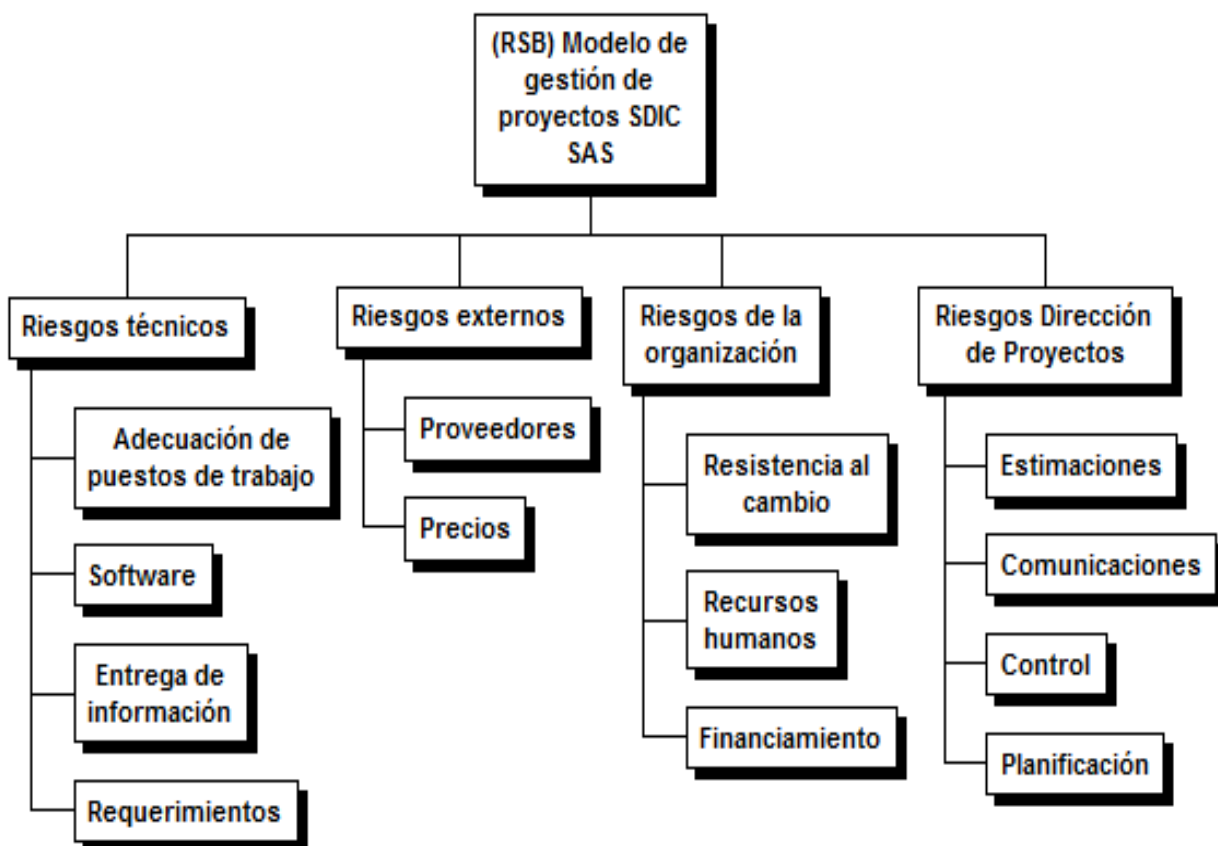 (RSB) Modelo de
gestión de
proyectos SDIC
SAS
Riesgos técnicos
Adecuación de
puestos de trabajo
Software
Entrega de
información
Requerimientos
Riesgos externos
Proveedores
Precios
Riesgos de la
organización
Resistencia al
cambio
Recursos
humanos
Financiamiento
Riesgos Dirección
de Proyectos
Estimaciones
Comunicaciones
Control
Planificación